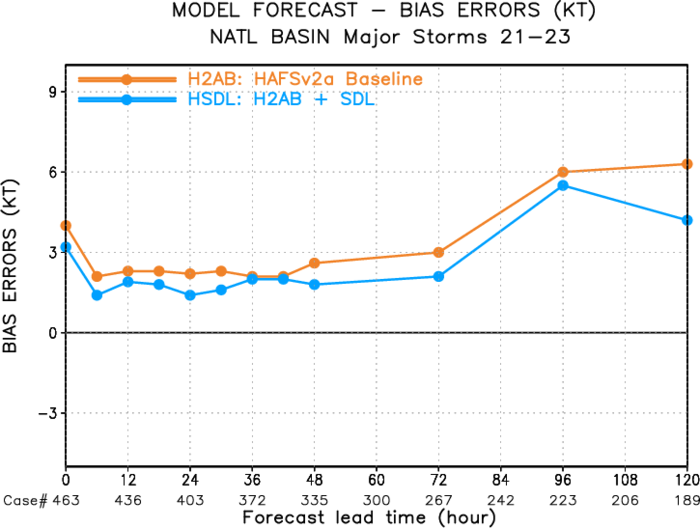 MODEL FORECAST − BIAS ERRORS (KT)
NATL BASIN Major Storms 21−23
H2AB: HAFSv2a Baseline
HSDL: H2AB + SDL
BIAS ERRORS (KT)
9
6
3
0
−3
0 12 24 36 48 60 72 84 96 108 120
Case# 463 436 403 372 335 300 267 242 223 206 189
Forecast lead time (hour)